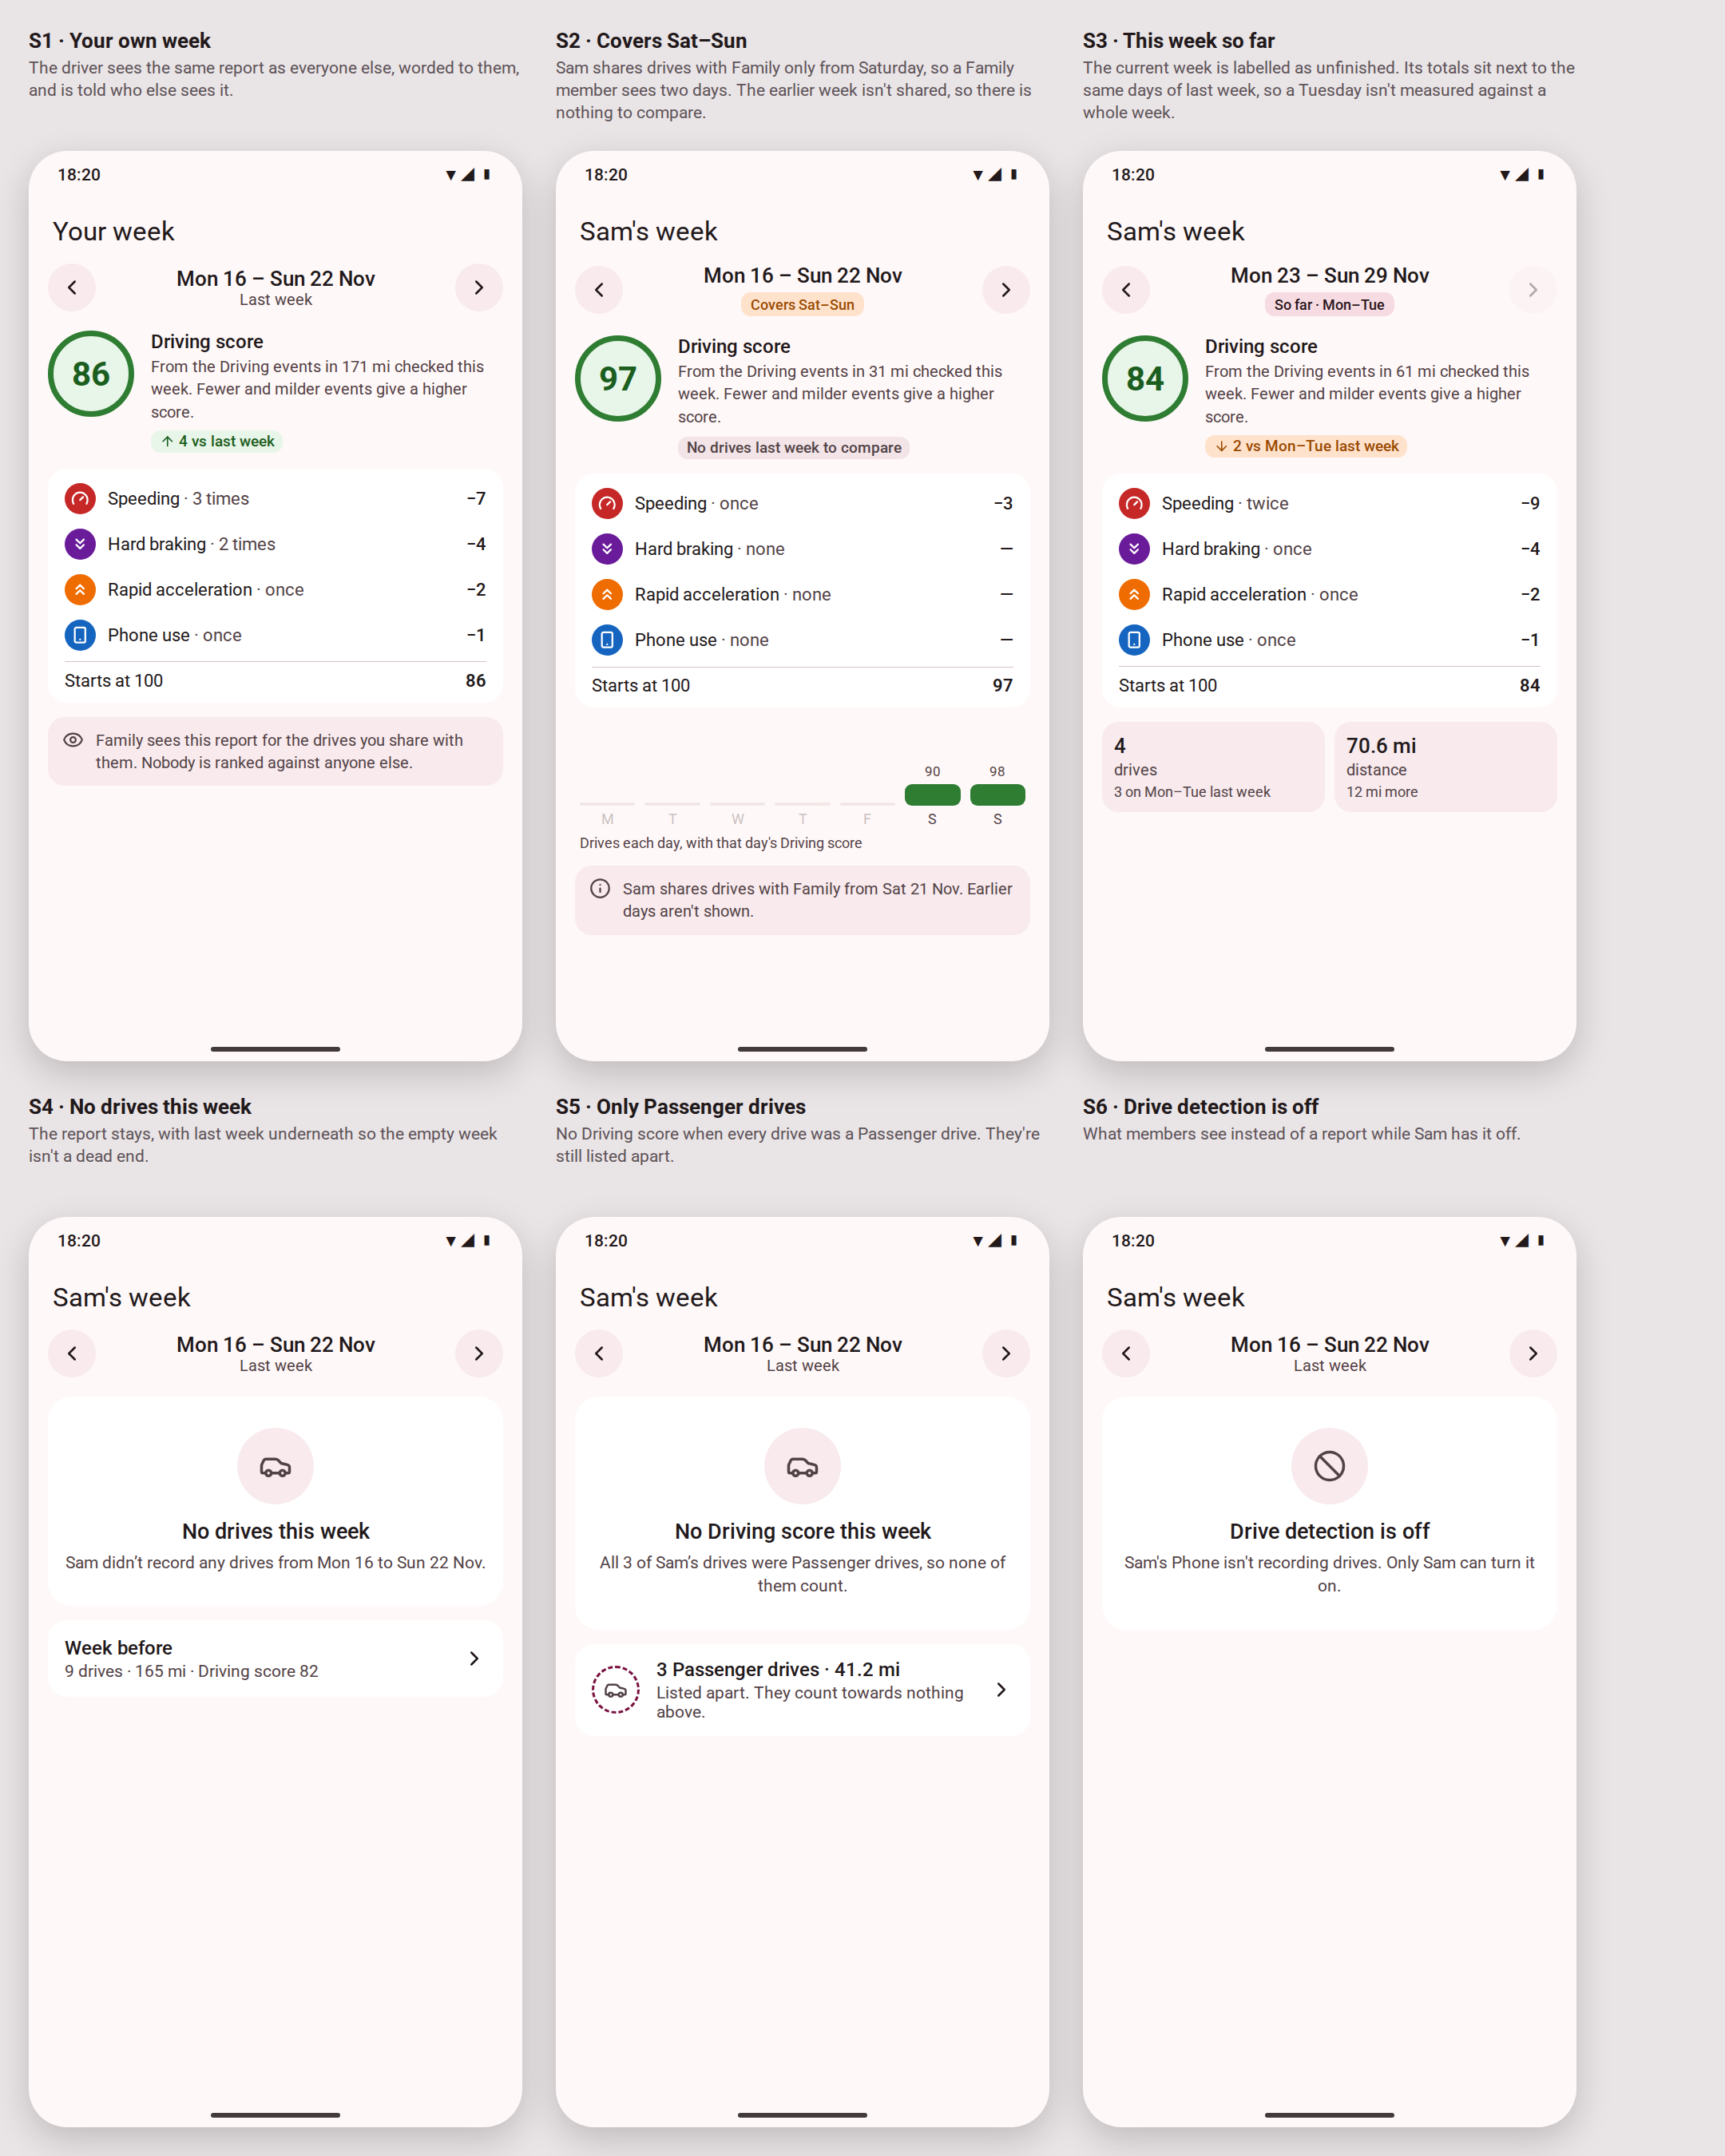 S1 · Your own week
The driver sees the same report as everyone else, worded to them,
and is told who else sees it.
S2 · Covers Sat–Sun
Sam shares drives with Family only from Saturday, so a Family
member sees two days. The earlier week isn't shared, so there is
nothing to compare.
S3 · This week so far
The current week is labelled as unfinished. Its totals sit next to the
same days of last week, so a Tuesday isn't measured against a
whole week.
18:20
Your week
Mon 16 – Sun 22 Nov
Last week
86
Driving score
From the Driving events in 171 mi checked this
week. Fewer and milder events give a higher
score.
↑ 4 vs last week
Speeding · 3 times −7
Hard braking · 2 times −4
Rapid acceleration · once −2
Phone use · once −1
Starts at 100 86
Family sees this report for the drives you share with
them. Nobody is ranked against anyone else.
18:20
Sam's week
Mon 16 – Sun 22 Nov
Covers Sat–Sun
97
Driving score
From the Driving events in 31 mi checked this
week. Fewer and milder events give a higher
score.
No drives last week to compare
Speeding · once −3
Hard braking · none —
Rapid acceleration · none —
Phone use · none —
Starts at 100 97
90 98
M T W T F S S
Drives each day, with that day's Driving score
Sam shares drives with Family from Sat 21 Nov. Earlier
days aren't shown.
18:20
Sam's week
Mon 23 – Sun 29 Nov
So far · Mon–Tue
84
Driving score
From the Driving events in 61 mi checked this
week. Fewer and milder events give a higher
score.
↓ 2 vs Mon–Tue last week
Speeding · twice −9
Hard braking · once −4
Rapid acceleration · once −2
Phone use · once −1
Starts at 100 84
4
drives
3 on Mon–Tue last week
70.6 mi
distance
12 mi more
S4 · No drives this week
The report stays, with last week underneath so the empty week
isn't a dead end.
S5 · Only Passenger drives
No Driving score when every drive was a Passenger drive. They're
still listed apart.
S6 · Drive detection is off
What members see instead of a report while Sam has it off.
18:20
Sam's week
Mon 16 – Sun 22 Nov
Last week
No drives this week
Sam didn’t record any drives from Mon 16 to Sun 22 Nov.
Week before
9 drives · 165 mi · Driving score 82
18:20
Sam's week
Mon 16 – Sun 22 Nov
Last week
No Driving score this week
All 3 of Sam’s drives were Passenger drives, so none of
them count.
3 Passenger drives · 41.2 mi
Listed apart. They count towards nothing
above.
18:20
Sam's week
Mon 16 – Sun 22 Nov
Last week
Drive detection is off
Sam's Phone isn't recording drives. Only Sam can turn it
on.